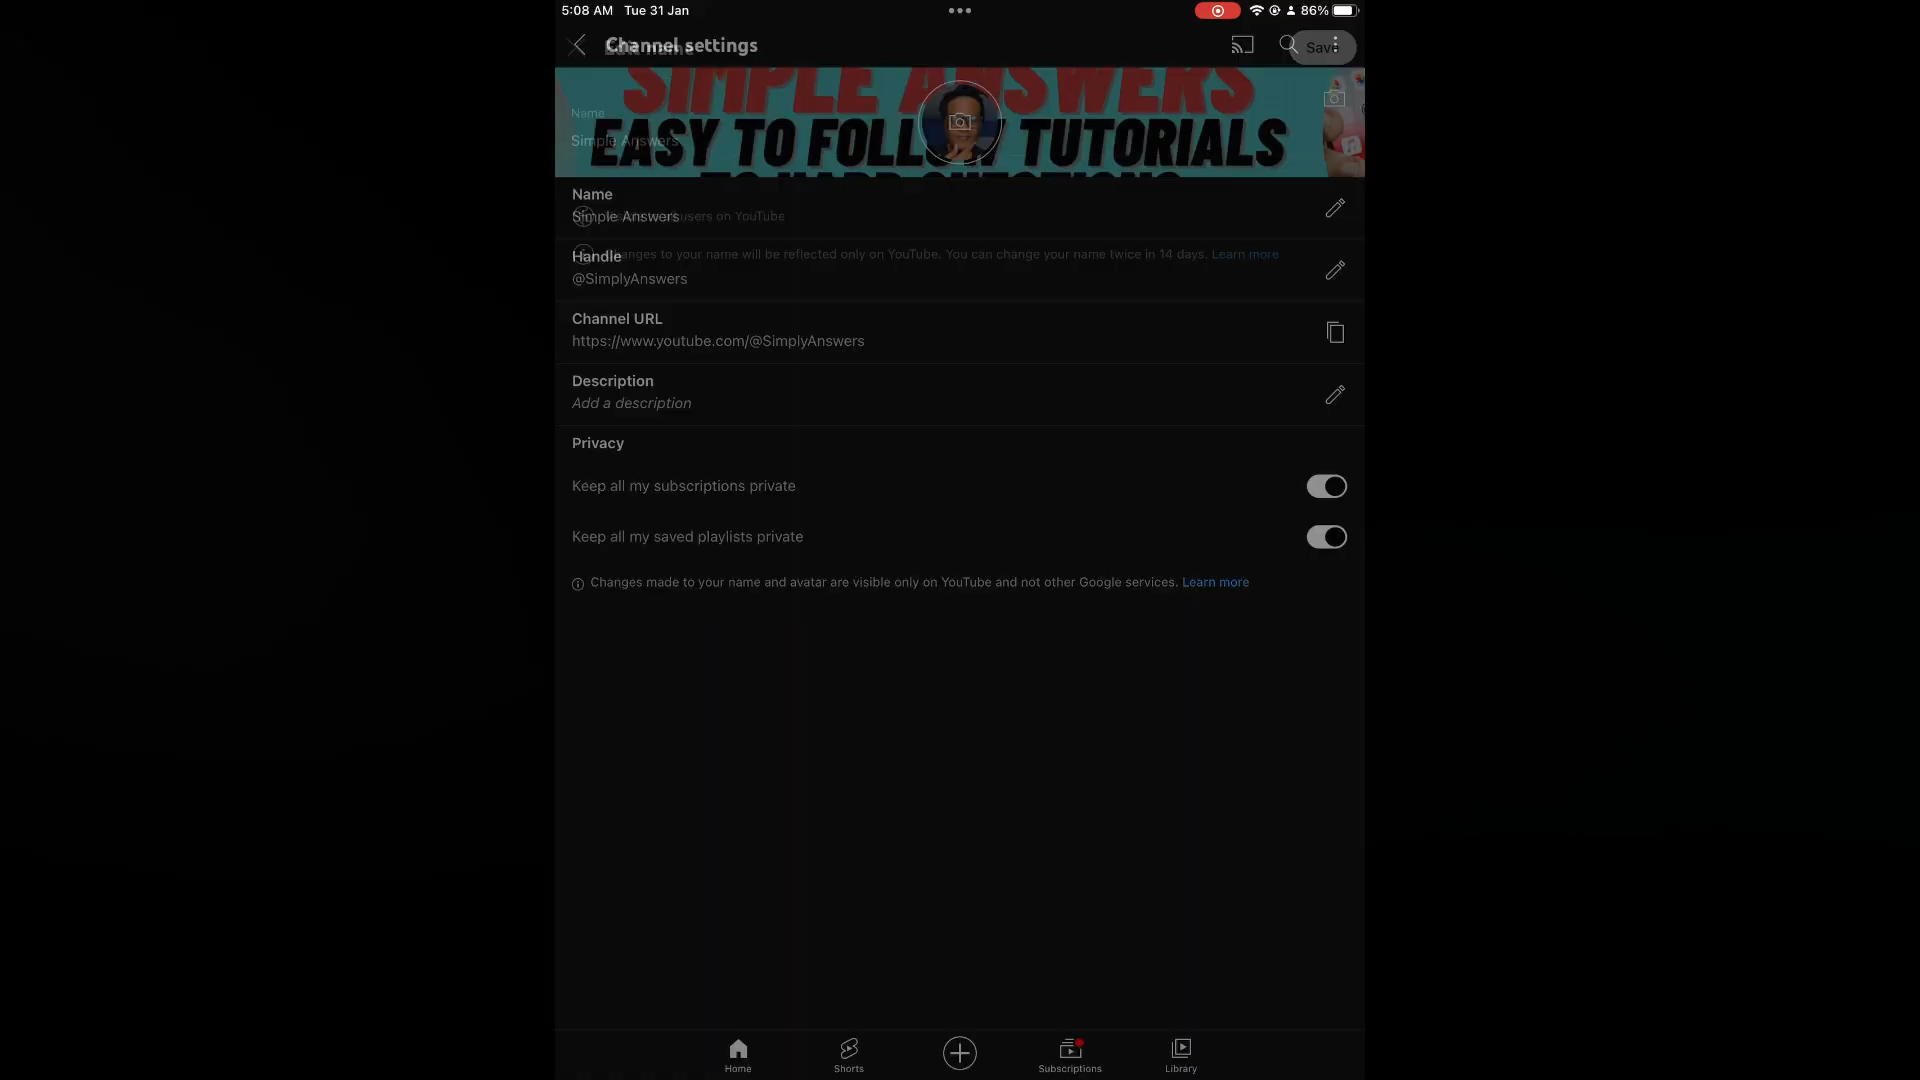 5:08 AM Tue 31 Jan
86%
Channel settings
Save
SIMPLE ANSWERS
EASY TO FOLLOW TUTORIALS
Name
Simple Answers
Name
Simple Answers
users on YouTube
Handle
Changes to your name will be reflected only on YouTube. You can change your name twice in 14 days. Learn more
@SimplyAnswers
Channel URL
https://www.youtube.com/@SimplyAnswers
Description
Add a description
Privacy
Keep all my subscriptions private
Keep all my saved playlists private
Changes made to your name and avatar are visible only on YouTube and not other Google services. Learn more
Home Shorts Subscriptions Library